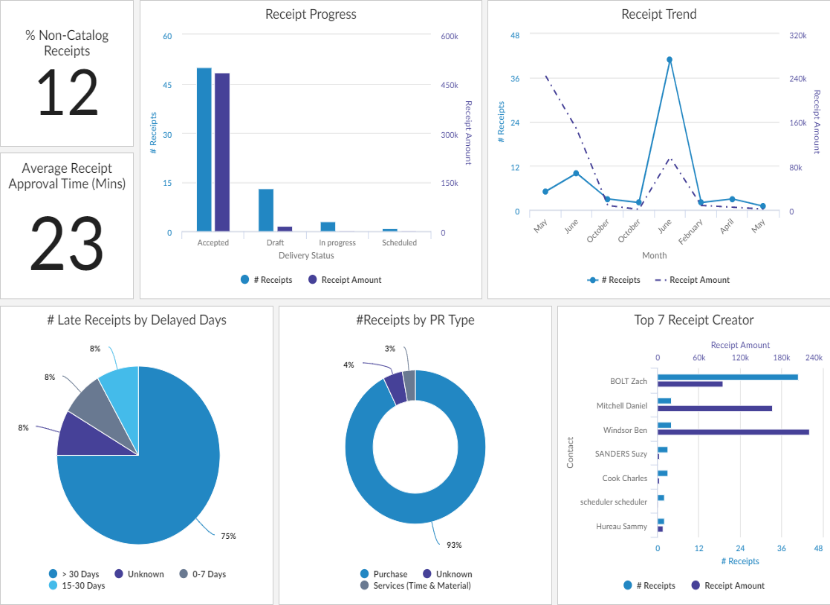 % Non-Catalog
Receipts
12
Average Receipt
Approval Time (Mins)
23
Receipt Progress
60
45
30
15
0
# Receipts
600k
450k
300k
150k
0
Receipt Amount
Accepted
Draft
In progress
Scheduled
Delivery Status
# Receipts
Receipt Amount
Receipt Trend
48
36
24
12
0
# Receipts
320k
240k
160k
80k
0
Receipt Amount
May
June
October
October
June
February
April
May
Month
# Receipts
Receipt Amount
# Late Receipts by Delayed Days
8%
8%
8%
75%
> 30 Days
Unknown
0-7 Days
15-30 Days
#Receipts by PR Type
3%
4%
93%
Purchase
Unknown
Services (Time & Material)
Top 7 Receipt Creator
Receipt Amount
0
60k
120k
180k
240k
Contact
BOLT Zach
Mitchell Daniel
Windsor Ben
SANDERS Suzy
Cook Charles
scheduler scheduler
Hureau Sammy
0
12
24
36
48
# Receipts
# Receipts
Receipt Amount